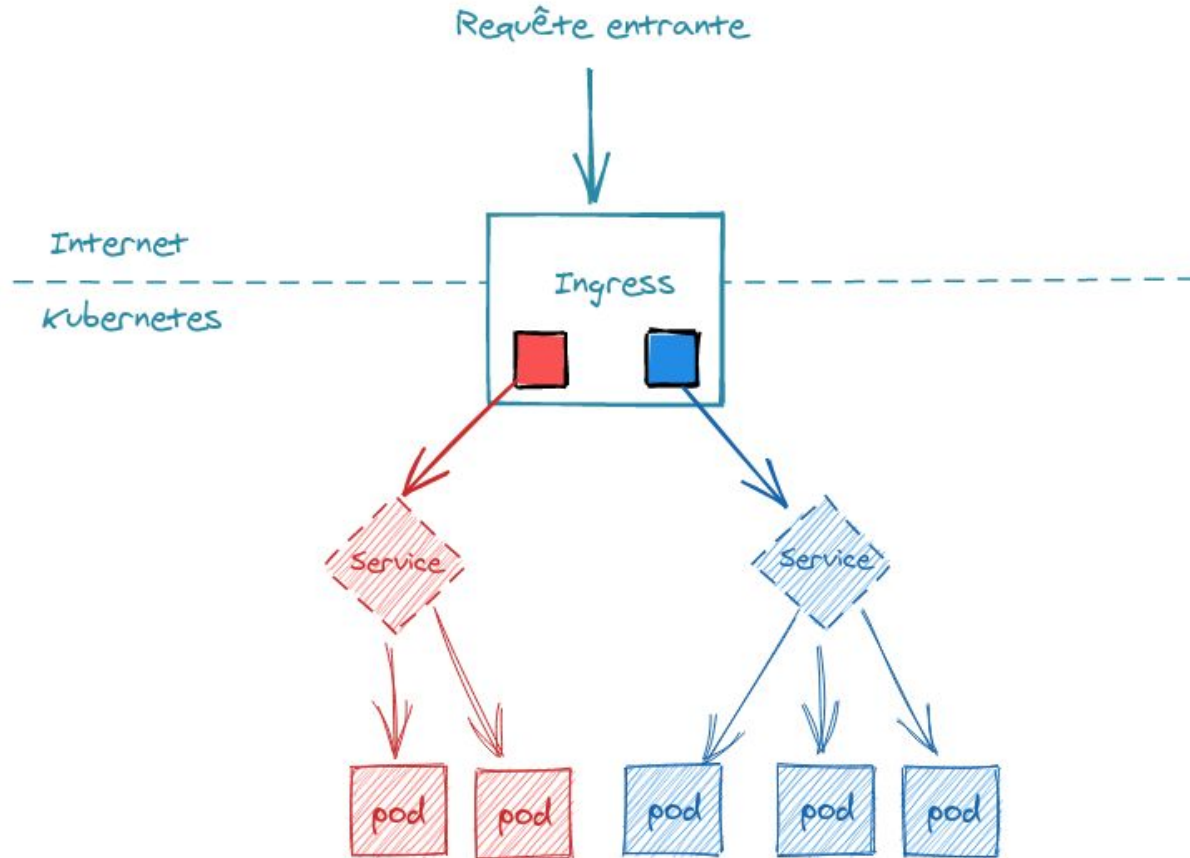 Requête entrante
Internet
Ingress
Kubernetes
Service
Service
pod
pod
pod
pod
pod